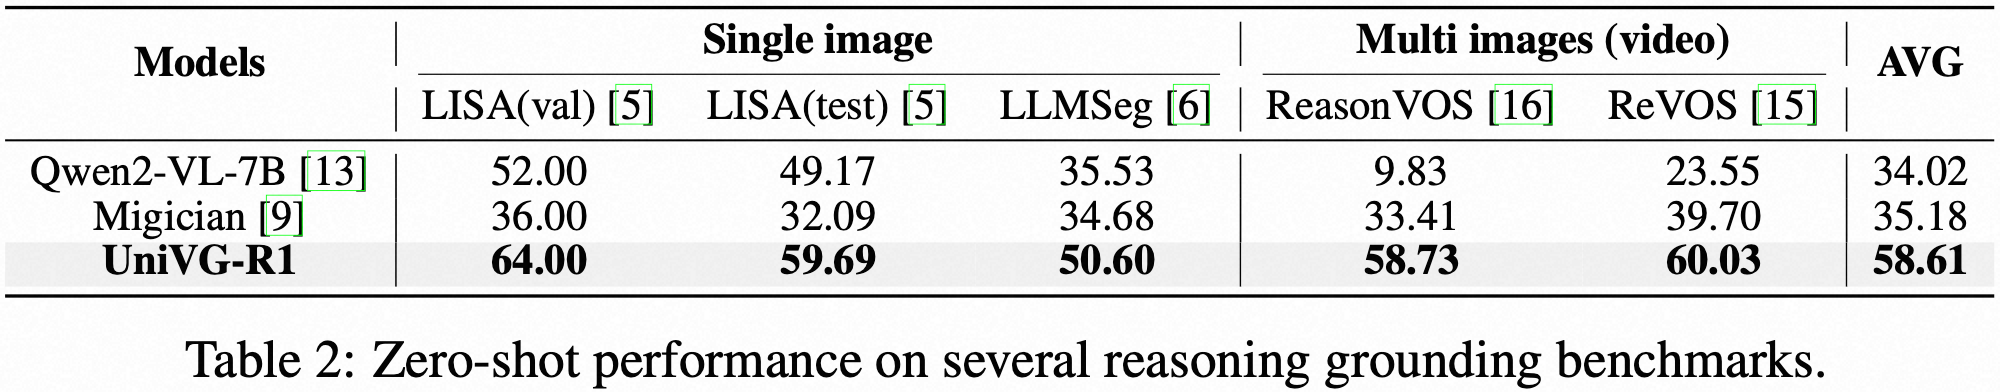 Models Single image Multi images (video) AVG
LISA(val) [5] LISA(test) [5] LLMSeg [6] ReasonVOS [16] ReVOS [15]
Qwen2-VL-7B [13] 52.00 49.17 35.53 9.83 23.55 34.02
Migician [9] 36.00 32.09 34.68 33.41 39.70 35.18
UniVG-R1 64.00 59.69 50.60 58.73 60.03 58.61
Table 2: Zero-shot performance on several reasoning grounding benchmarks.